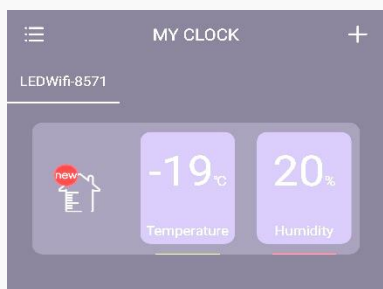 MY CLOCK
LEDWifi-8571
new
-19℃
20%
Temperature
Humidity